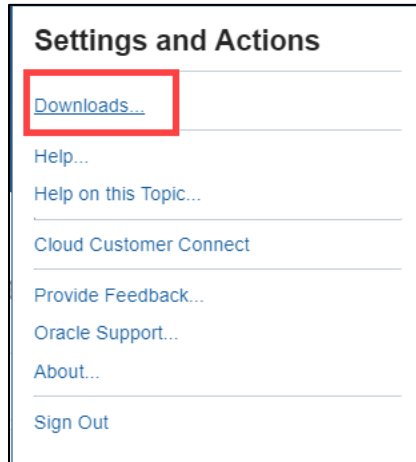 Settings and Actions
Downloads...
Help...
Help on this Topic...
Cloud Customer Connect
Provide Feedback...
Oracle Support...
About...
Sign Out